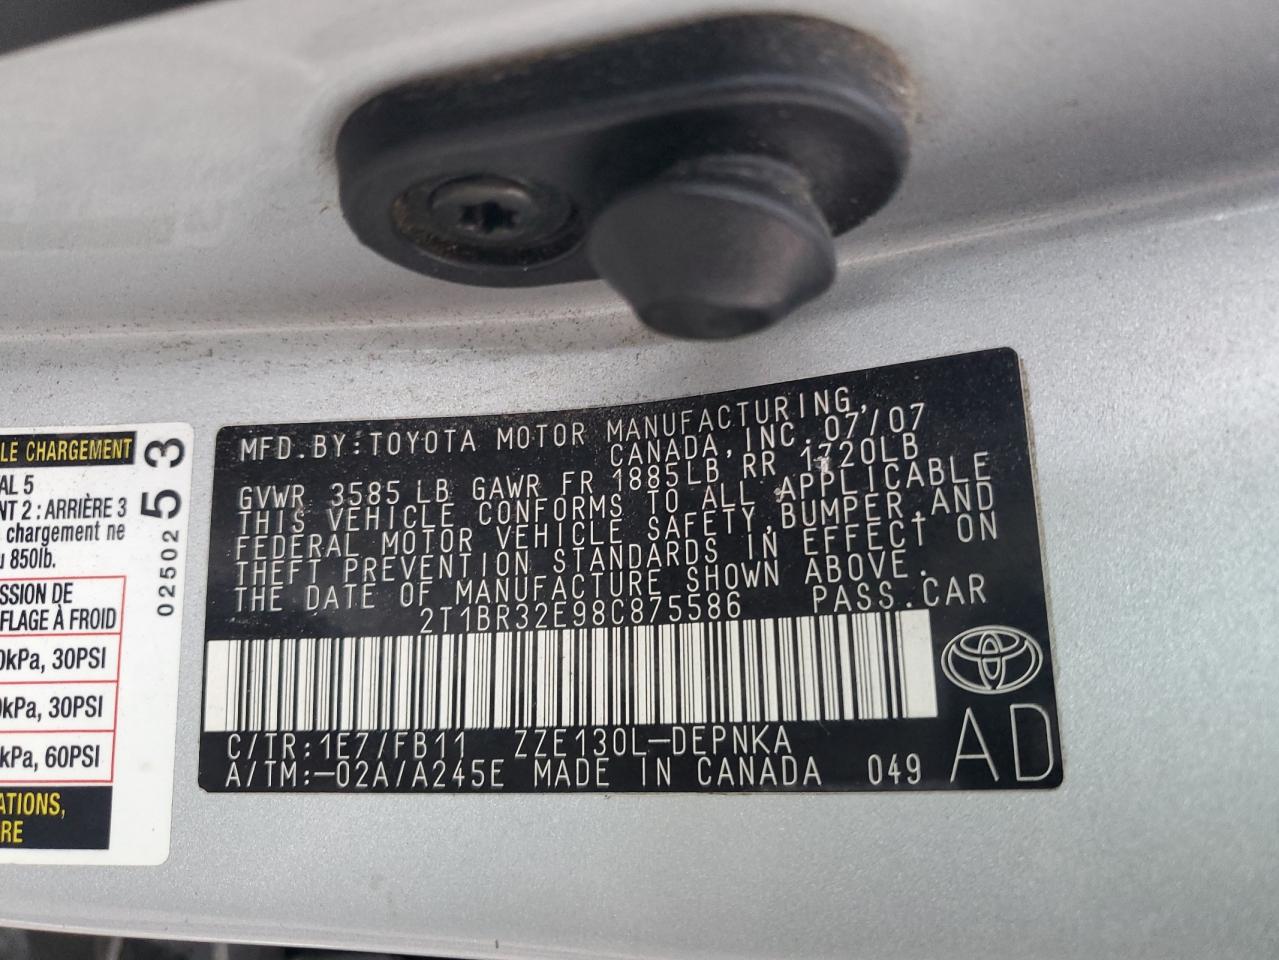 LE CHARGEMENT
AL 5
NT 2 : ARRIÈRE 3
chargement ne
850lb.
SSION DE
FLAGE À FROID
0kPa, 30PSI
kPa, 30PSI
kPa, 60PSI
ATIONS,
RE
02502 53
MFD.BY:TOYOTA MOTOR MANUFACTURING,
CANADA,INC.07/07
GVWR 3585LB GAWR FR 1885LB RR 1720LB
THIS VEHICLE CONFORMS TO ALL APPLICABLE
FEDERAL MOTOR VEHICLE SAFETY,BUMPER,AND
THEFT PREVENTION STANDARDS IN EFFECT ON
THE DATE OF MANUFACTURE SHOWN ABOVE.
2T1BR32E98C875586 PASS.CAR
C/TR:1E7/FB11 ZZE130L-DEPNKA
A/TM:-02A/A245E MADE IN CANADA 049
AD